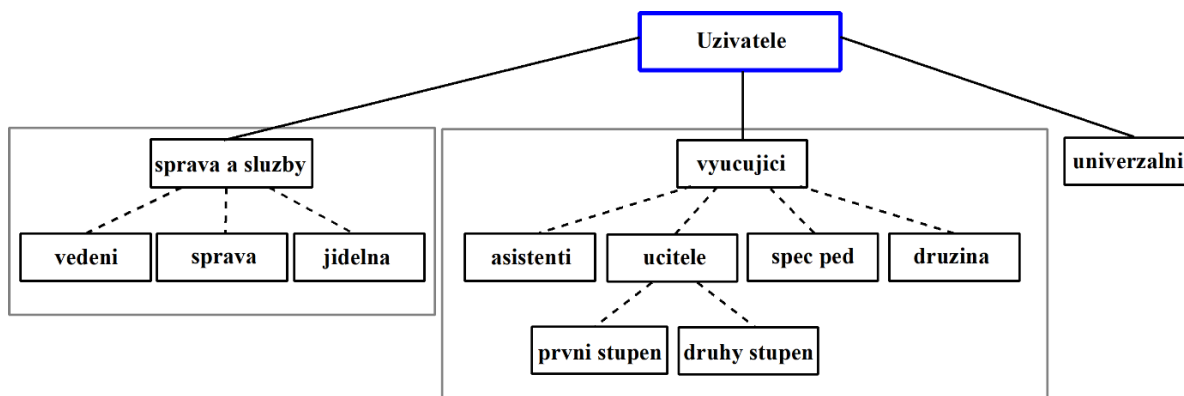 Uzivatele
sprava a sluzby
vyucujici
univerzalni
vedeni
sprava
jidelna
asistenti
ucitele
spec ped
druzina
prvni stupen
druhy stupen